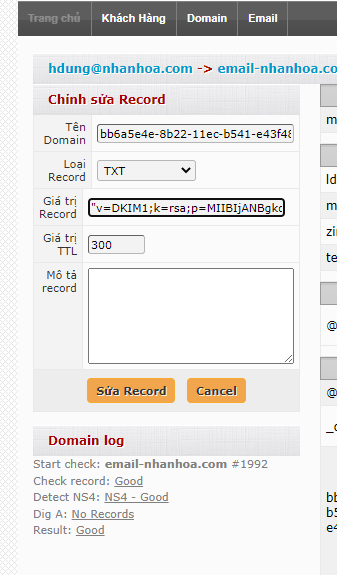 Trang chủ Khách Hàng Domain Email
hdung@nhanhoa.com -> email-nhanhoa.co
Chỉnh sửa Record
Tên Domain
bb6a5e4e-8b22-11ec-b541-e43f48
Loại Record
TXT
Giá trị Record
"v=DKIM1;k=rsa;p=MIIBIjANBgkq
Giá trị TTL
300
Mô tả record
Sửa Record Cancel
Domain log
Start check: email-nhanhoa.com #1992
Check record: Good
Detect NS4: NS4 - Good
Dig A: No Records
Result: Good
m
ld
m
zi
te
@
@
_c
bb
b5
e4